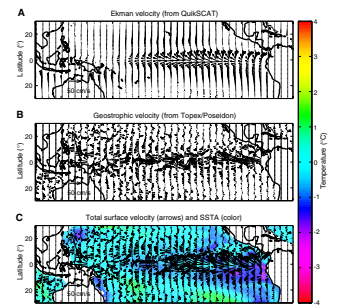 A
Ekman velocity (from QuikSCAT)
Latitude (°)
20
0
20
50 cm/s
B
Geostrophic velocity (from Topex/Poseidon)
Latitude (°)
20
0
20
50 cm/s
C
Total surface velocity (arrows) and SSTA (color)
Latitude (°)
20
0
20
50 cm/s
4
3
2
1
0
-1
-2
-3
-4
Temperature (°C)